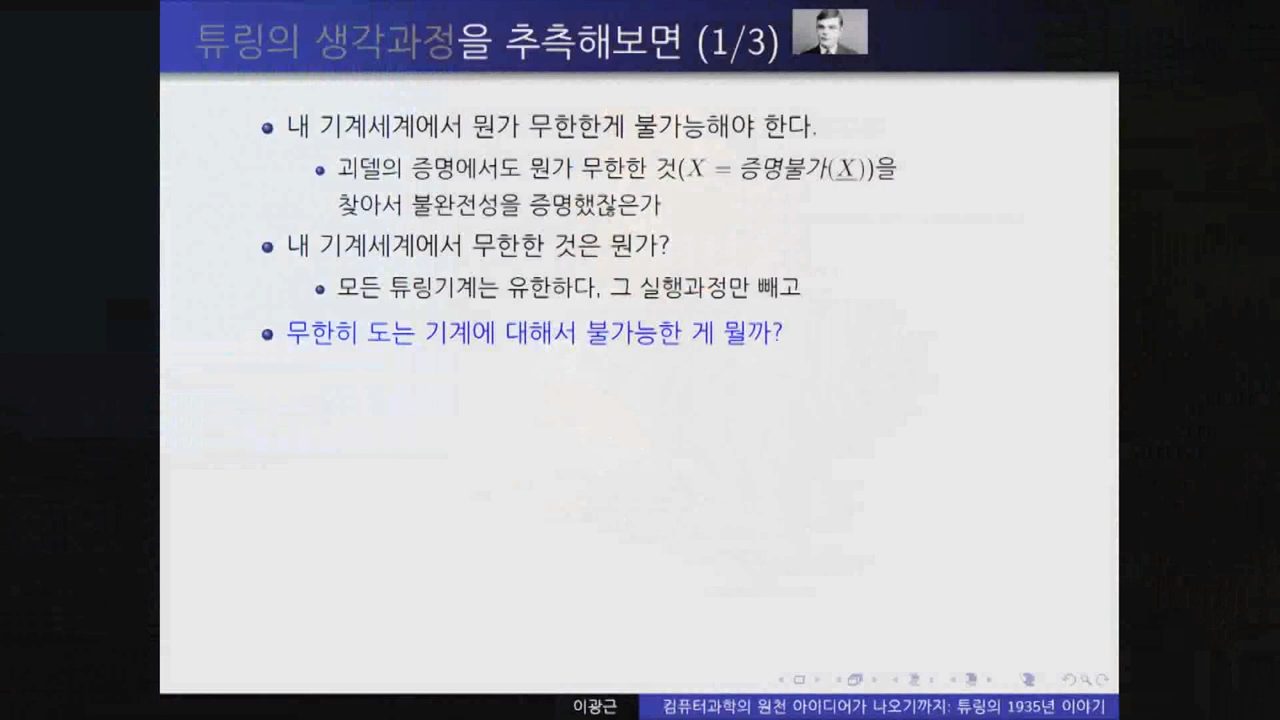 튜링의 생각과정을 추측해보면 (1/3)
내 기계세계에서 뭔가 무한한게 불가능해야 한다.
괴델의 증명에서도 뭔가 무한한 것(X = 증명불가(X))을
찾아서 불완전성을 증명했잖은가
내 기계세계에서 무한한 것은 뭔가?
모든 튜링기계는 유한하다, 그 실행과정만 빼고
무한히 도는 기계에 대해서 불가능한 게 뭘까?
이광근
컴퓨터과학의 원천 아이디어가 나오기까지: 튜링의 1935년 이야기